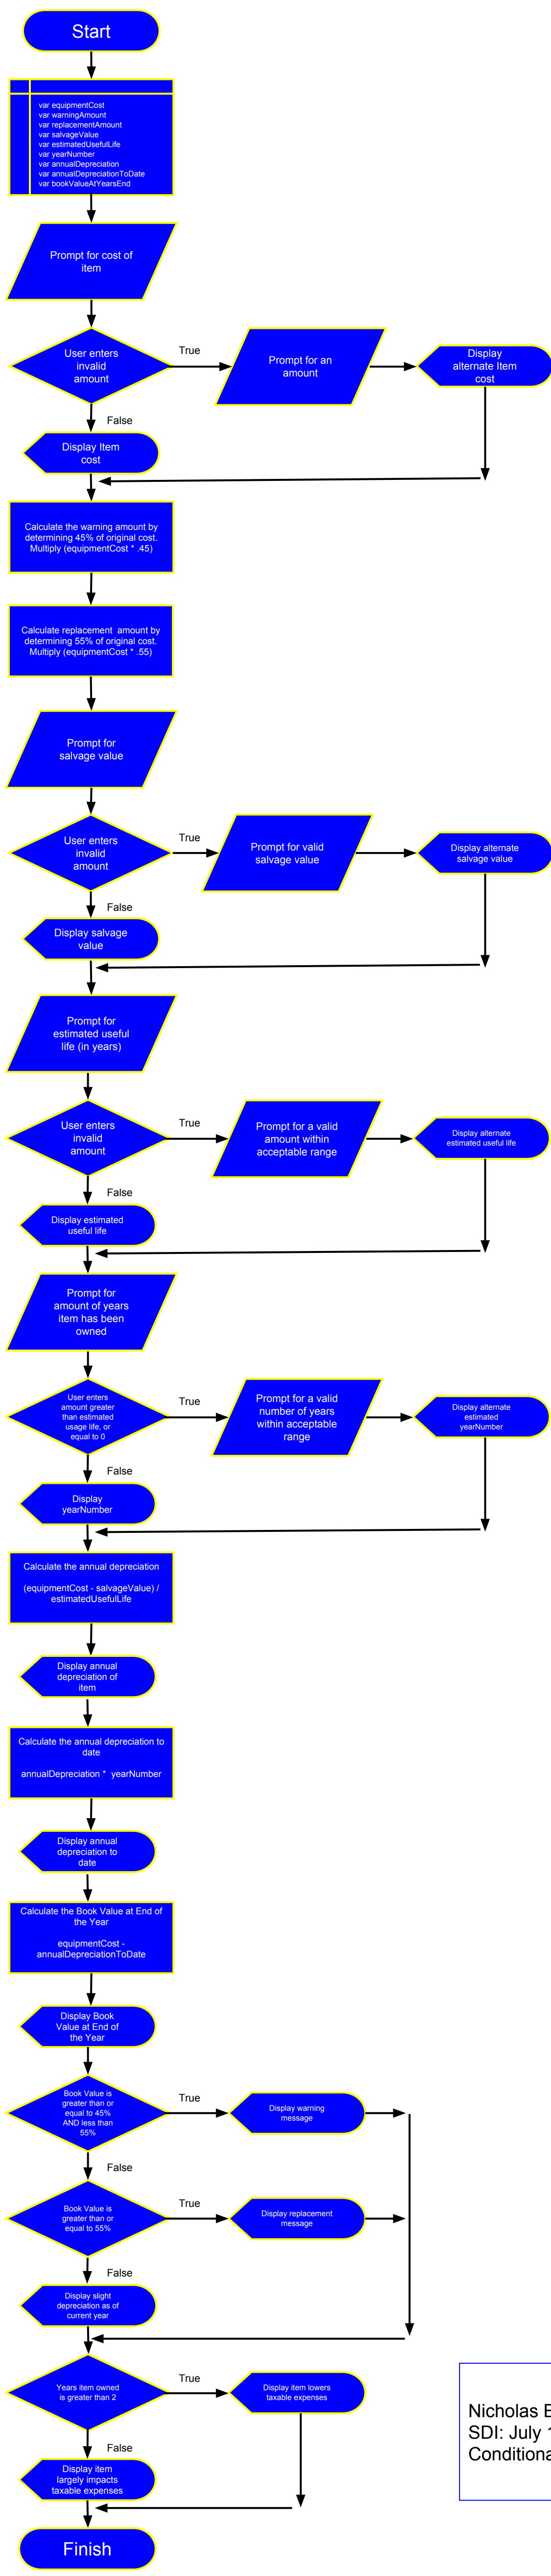 Start
var equipmentCost
var warningAmount
var replacementAmount
var salvageValue
var estimatedUsefulLife
var yearNumber
var annualDepreciation
var annualDepreciationToDate
var bookValueAtYearsEnd
Prompt for cost of
item
User enters
invalid
amount
True
Prompt for an
amount
Display
alternate Item
cost
False
Display Item
cost
Calculate the warning amount by
determining 45% of original cost.
Multiply (equipmentCost * .45)
Calculate replacement amount by
determining 55% of original cost.
Multiply (equipmentCost * .55)
Prompt for
salvage value
User enters
invalid
amount
True
Prompt for valid
salvage value
Display alternate
salvage value
False
Display salvage
value
Prompt for
estimated useful
life (in years)
User enters
invalid
amount
True
Prompt for a valid
amount within
acceptable range
Display alternate
estimated useful life
False
Display estimated
useful life
Prompt for
amount of years
item has been
owned
User enters
amount greater
than estimated
usage life, or
equal to 0
True
Prompt for a valid
number of years
within acceptable
range
Display alternate
estimated
yearNumber
False
Display
yearNumber
Calculate the annual depreciation
(equipmentCost - salvageValue) /
estimatedUsefulLife
Display annual
depreciation of
item
Calculate the annual depreciation to
date
annualDepreciation * yearNumber
Display annual
depreciation to
date
Calculate the Book Value at End of
the Year
equipmentCost -
annualDepreciationToDate
Display Book
Value at End of
the Year
Book Value is
greater than or
equal to 45%
AND less than
55%
True
Display warning
message
False
Book Value is
greater than or
equal to 55%
True
Display replacement
message
False
Display slight
depreciation as of
current year
Years item owned
is greater than 2
True
Display item lowers
taxable expenses
False
Display item
largely impacts
taxable expenses
Nicholas
SDI: July
Finish